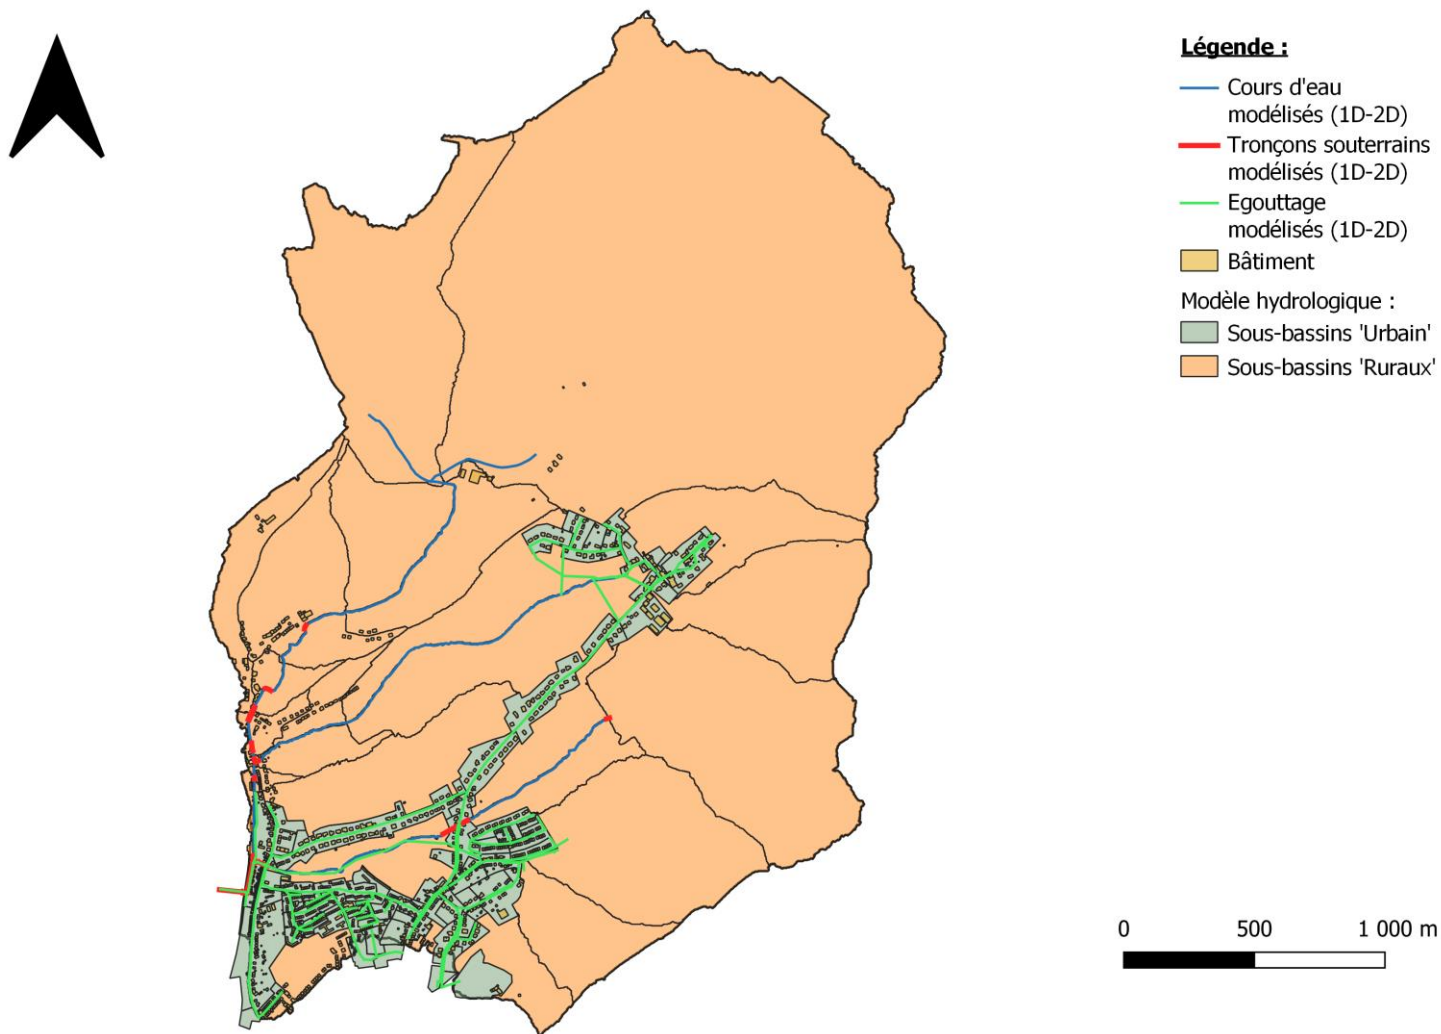 Légende :
Cours d'eau
modélisés (1D-2D)
Tronçons souterrains
modélisés (1D-2D)
Egouttage
modélisés (1D-2D)
Bâtiment
Modèle hydrologique :
Sous-bassins 'Urbain'
Sous-bassins 'Ruraux'
0 500 1 000 m